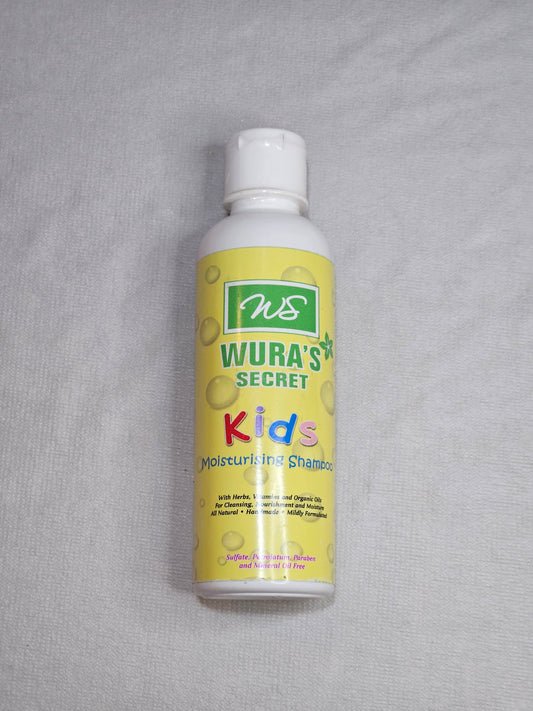 WS
WURA'S
SECRET
Kids
Moisturising Shampoo
With Herbs, Vitamins and Organic Oils
For Cleansing, Nourishment and Moisture
All Natural • Handmade • Mildly Formulated
Sulfate, Petrolatum, Paraben
and Mineral Oil Free